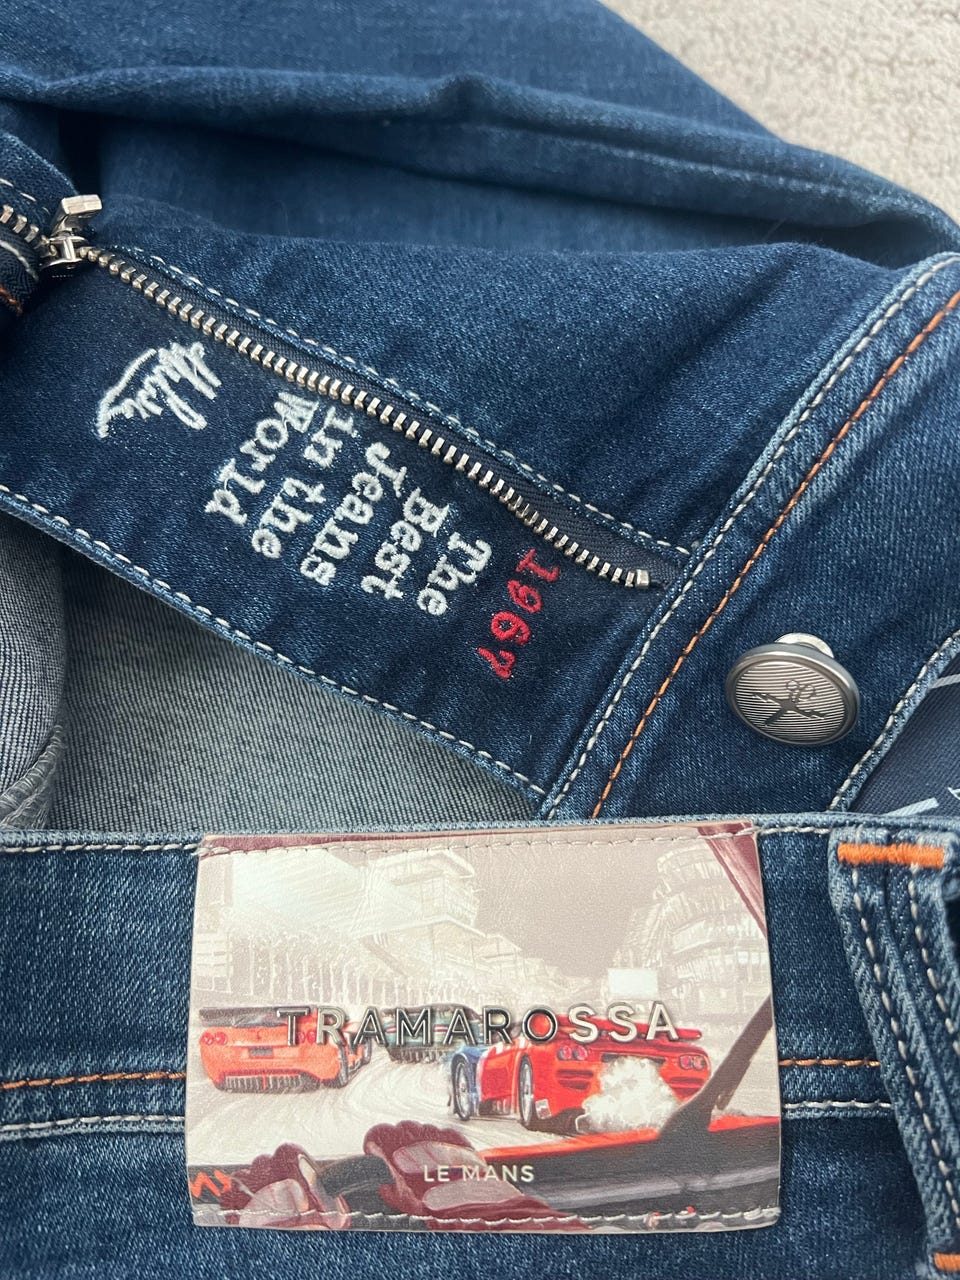 1967
The
Best
Jeans
in the
World
TRAMAROSSA
LE MANS